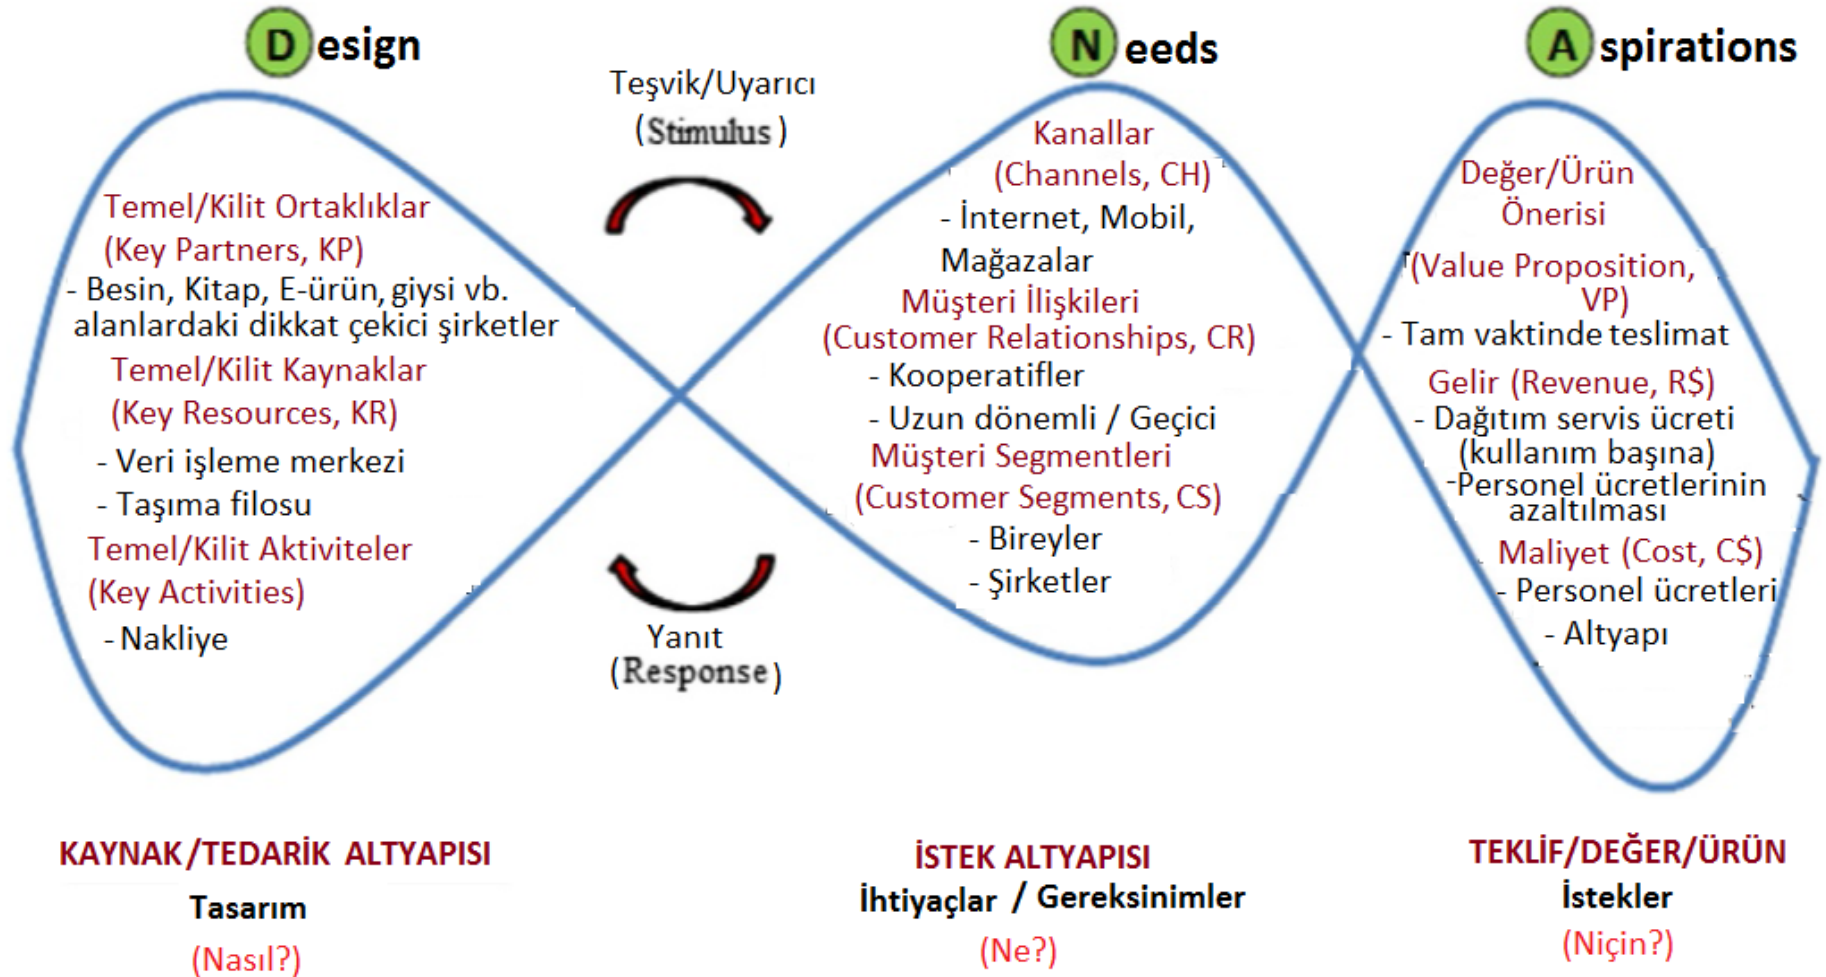 Design
Teşvik/Uyarıcı
(Stimulus)
Temel/Kilit Ortaklıklar
(Key Partners, KP)
- Besin, Kitap, E-ürün, giysi vb.
alanlardaki dikkat çekici şirketler
Temel/Kilit Kaynaklar
(Key Resources, KR)
- Veri işleme merkezi
- Taşıma filosu
Temel/Kilit Aktiviteler
(Key Activities)
- Nakliye
Yanıt
(Response)
KAYNAK/TEDARİK ALTYAPISI
Tasarım
(Nasıl?)
Needs
Kanallar
(Channels, CH)
- İnternet, Mobil,
Mağazalar
Müşteri İlişkileri
(Customer Relationships, CR)
- Kooperatifler
- Uzun dönemli / Geçici
Müşteri Segmentleri
(Customer Segments, CS)
- Bireyler
- Şirketler
İSTEK ALTYAPISI
İhtiyaçlar / Gereksinimler
(Ne?)
Aspirations
Değer/Ürün
Önerisi
(Value Proposition,
VP)
- Tam vaktinde teslimat
Gelir (Revenue, R$)
- Dağıtım servis ücreti
(kullanım başına)
-Personel ücretlerinin
azaltılması
Maliyet (Cost, C$)
- Personel ücretleri
- Altyapı
TEKLİF/DEĞER/ÜRÜN
İstekler
(Niçin?)